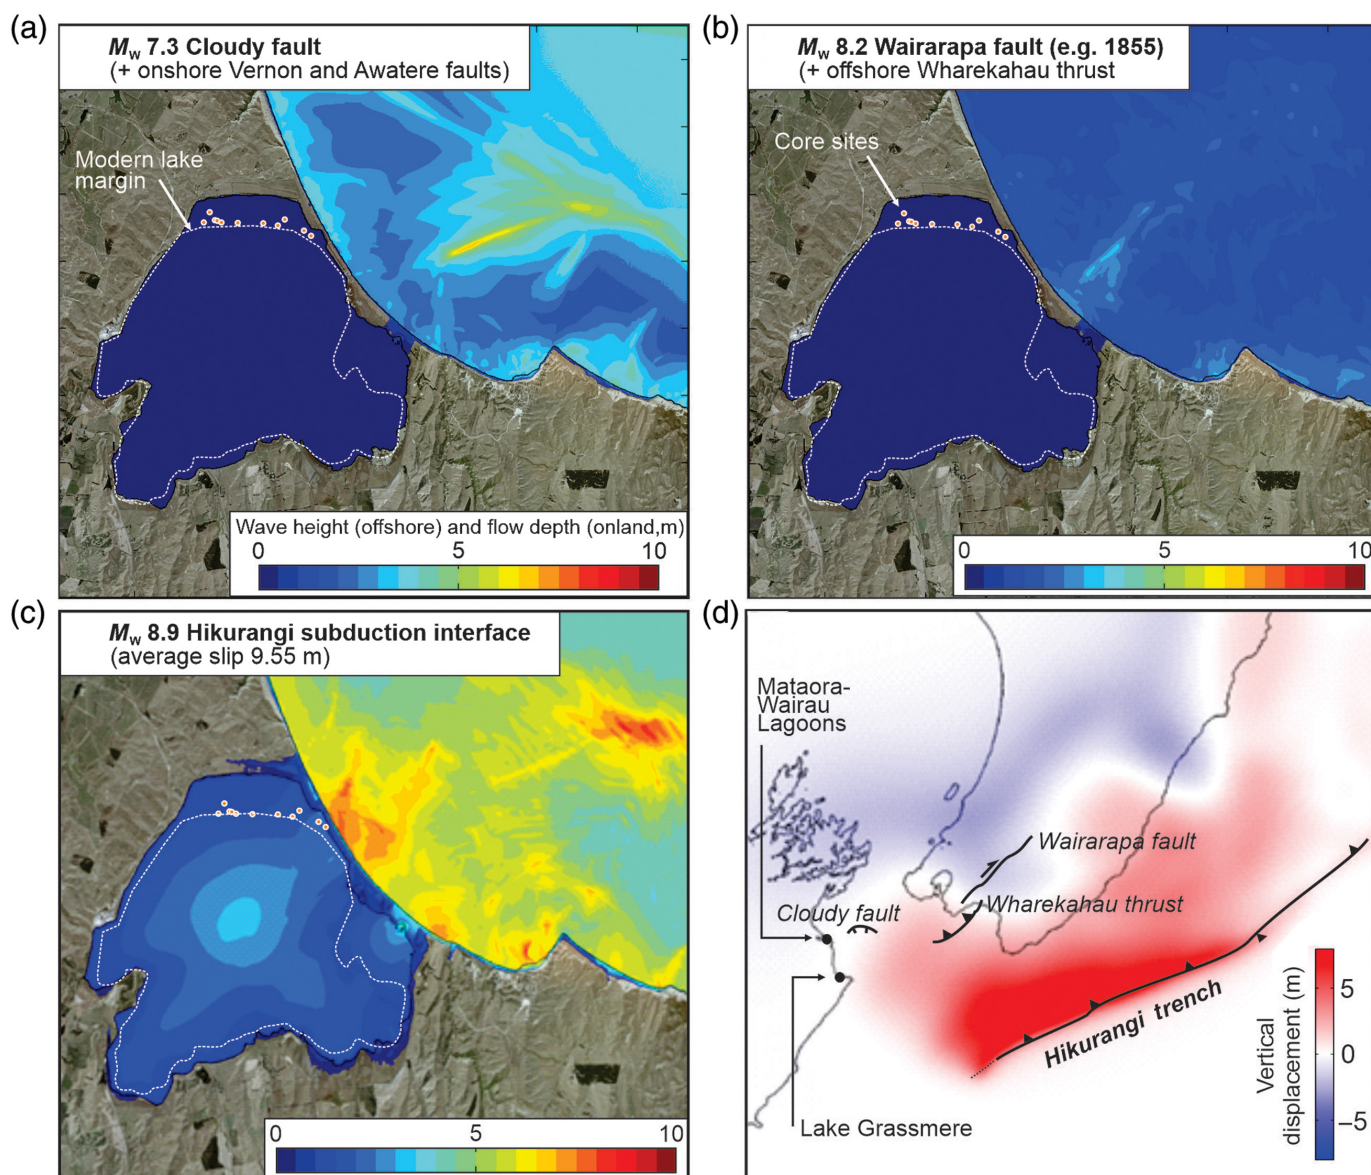 (a)
Mw 7.3 Cloudy fault
(+ onshore Vernon and Awatere faults)
Modern lake
margin
Wave height (offshore) and flow depth (onland,m)
0 5 10
(b)
Mw 8.2 Wairarapa fault (e.g. 1855)
(+ offshore Wharekahau thrust
Core sites
0 5 10
(c)
Mw 8.9 Hikurangi subduction interface
(average slip 9.55 m)
0 5 10
(d)
Mataora-
Wairau
Lagoons
Wairarapa fault
Wharekahau thrust
Cloudy fault
Hikurangi trench
Lake Grassmere
Vertical
displacement (m)
5
0
–5